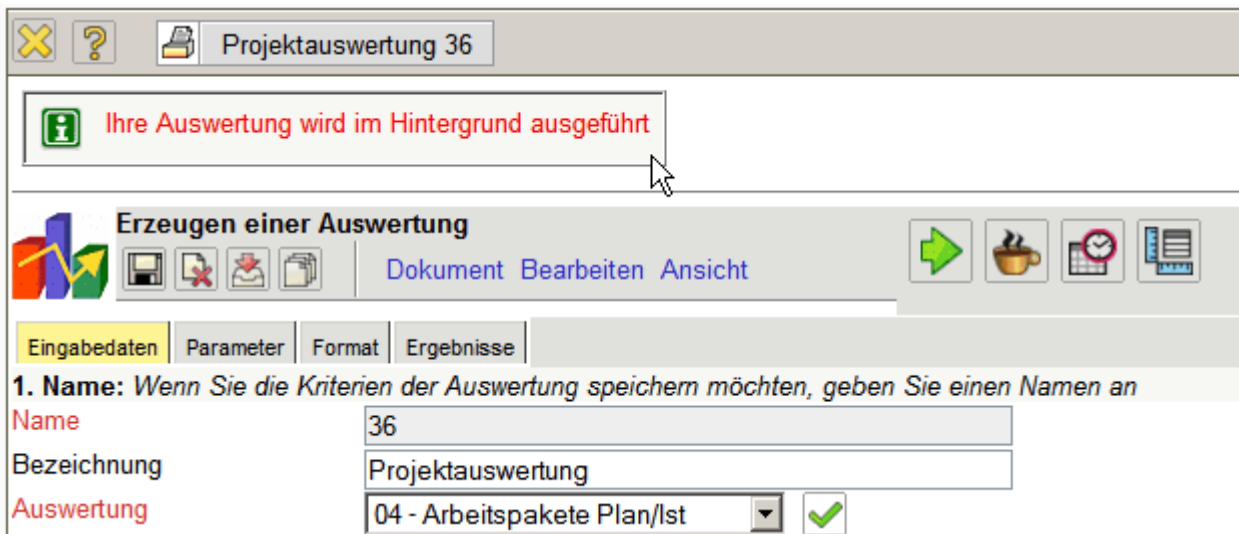 Projektauswertung 36
Ihre Auswertung wird im Hintergrund ausgeführt
Erzeugen einer Auswertung
Dokument Bearbeiten Ansicht
Eingabedaten Parameter Format Ergebnisse
1. Name: Wenn Sie die Kriterien der Auswertung speichern möchten, geben Sie einen Namen an
Name 36
Bezeichnung Projektauswertung
Auswertung 04 - Arbeitspakete Plan/Ist